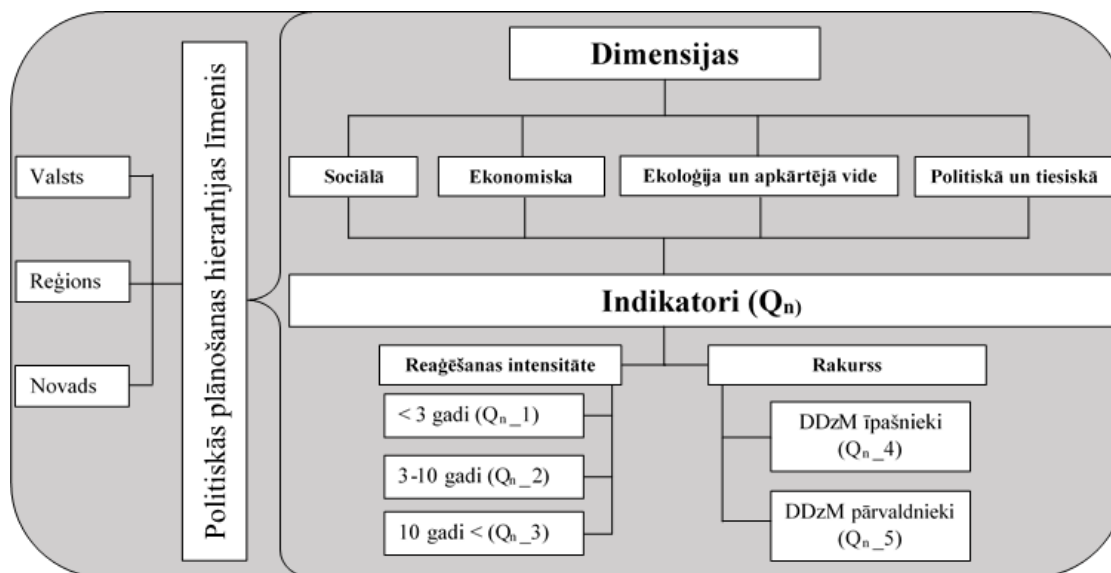 Politiskās plānošanas hierarhijas līmenis
Valsts
Reģions
Novads
Dimensijas
Sociālā
Ekonomiska
Ekoloģija un apkārtējā vide
Politiskā un tiesiskā
Indikatori (Qn)
Reaģēšanas intensitāte
< 3 gadi (Qn_1)
3-10 gadi (Qn_2)
10 gadi < (Qn_3)
Rakurss
DDzM īpašnieki
(Qn_4)
DDzM pārvaldnieki
(Qn_5)